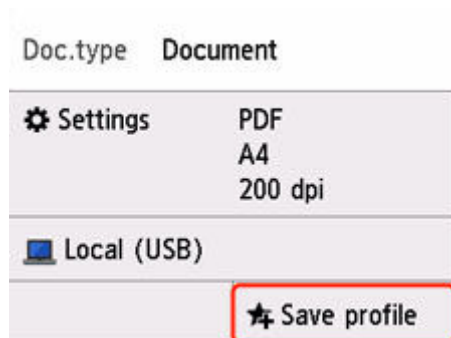 Doc.type Document
Settings PDF
A4
200 dpi
Local (USB)
Save profile